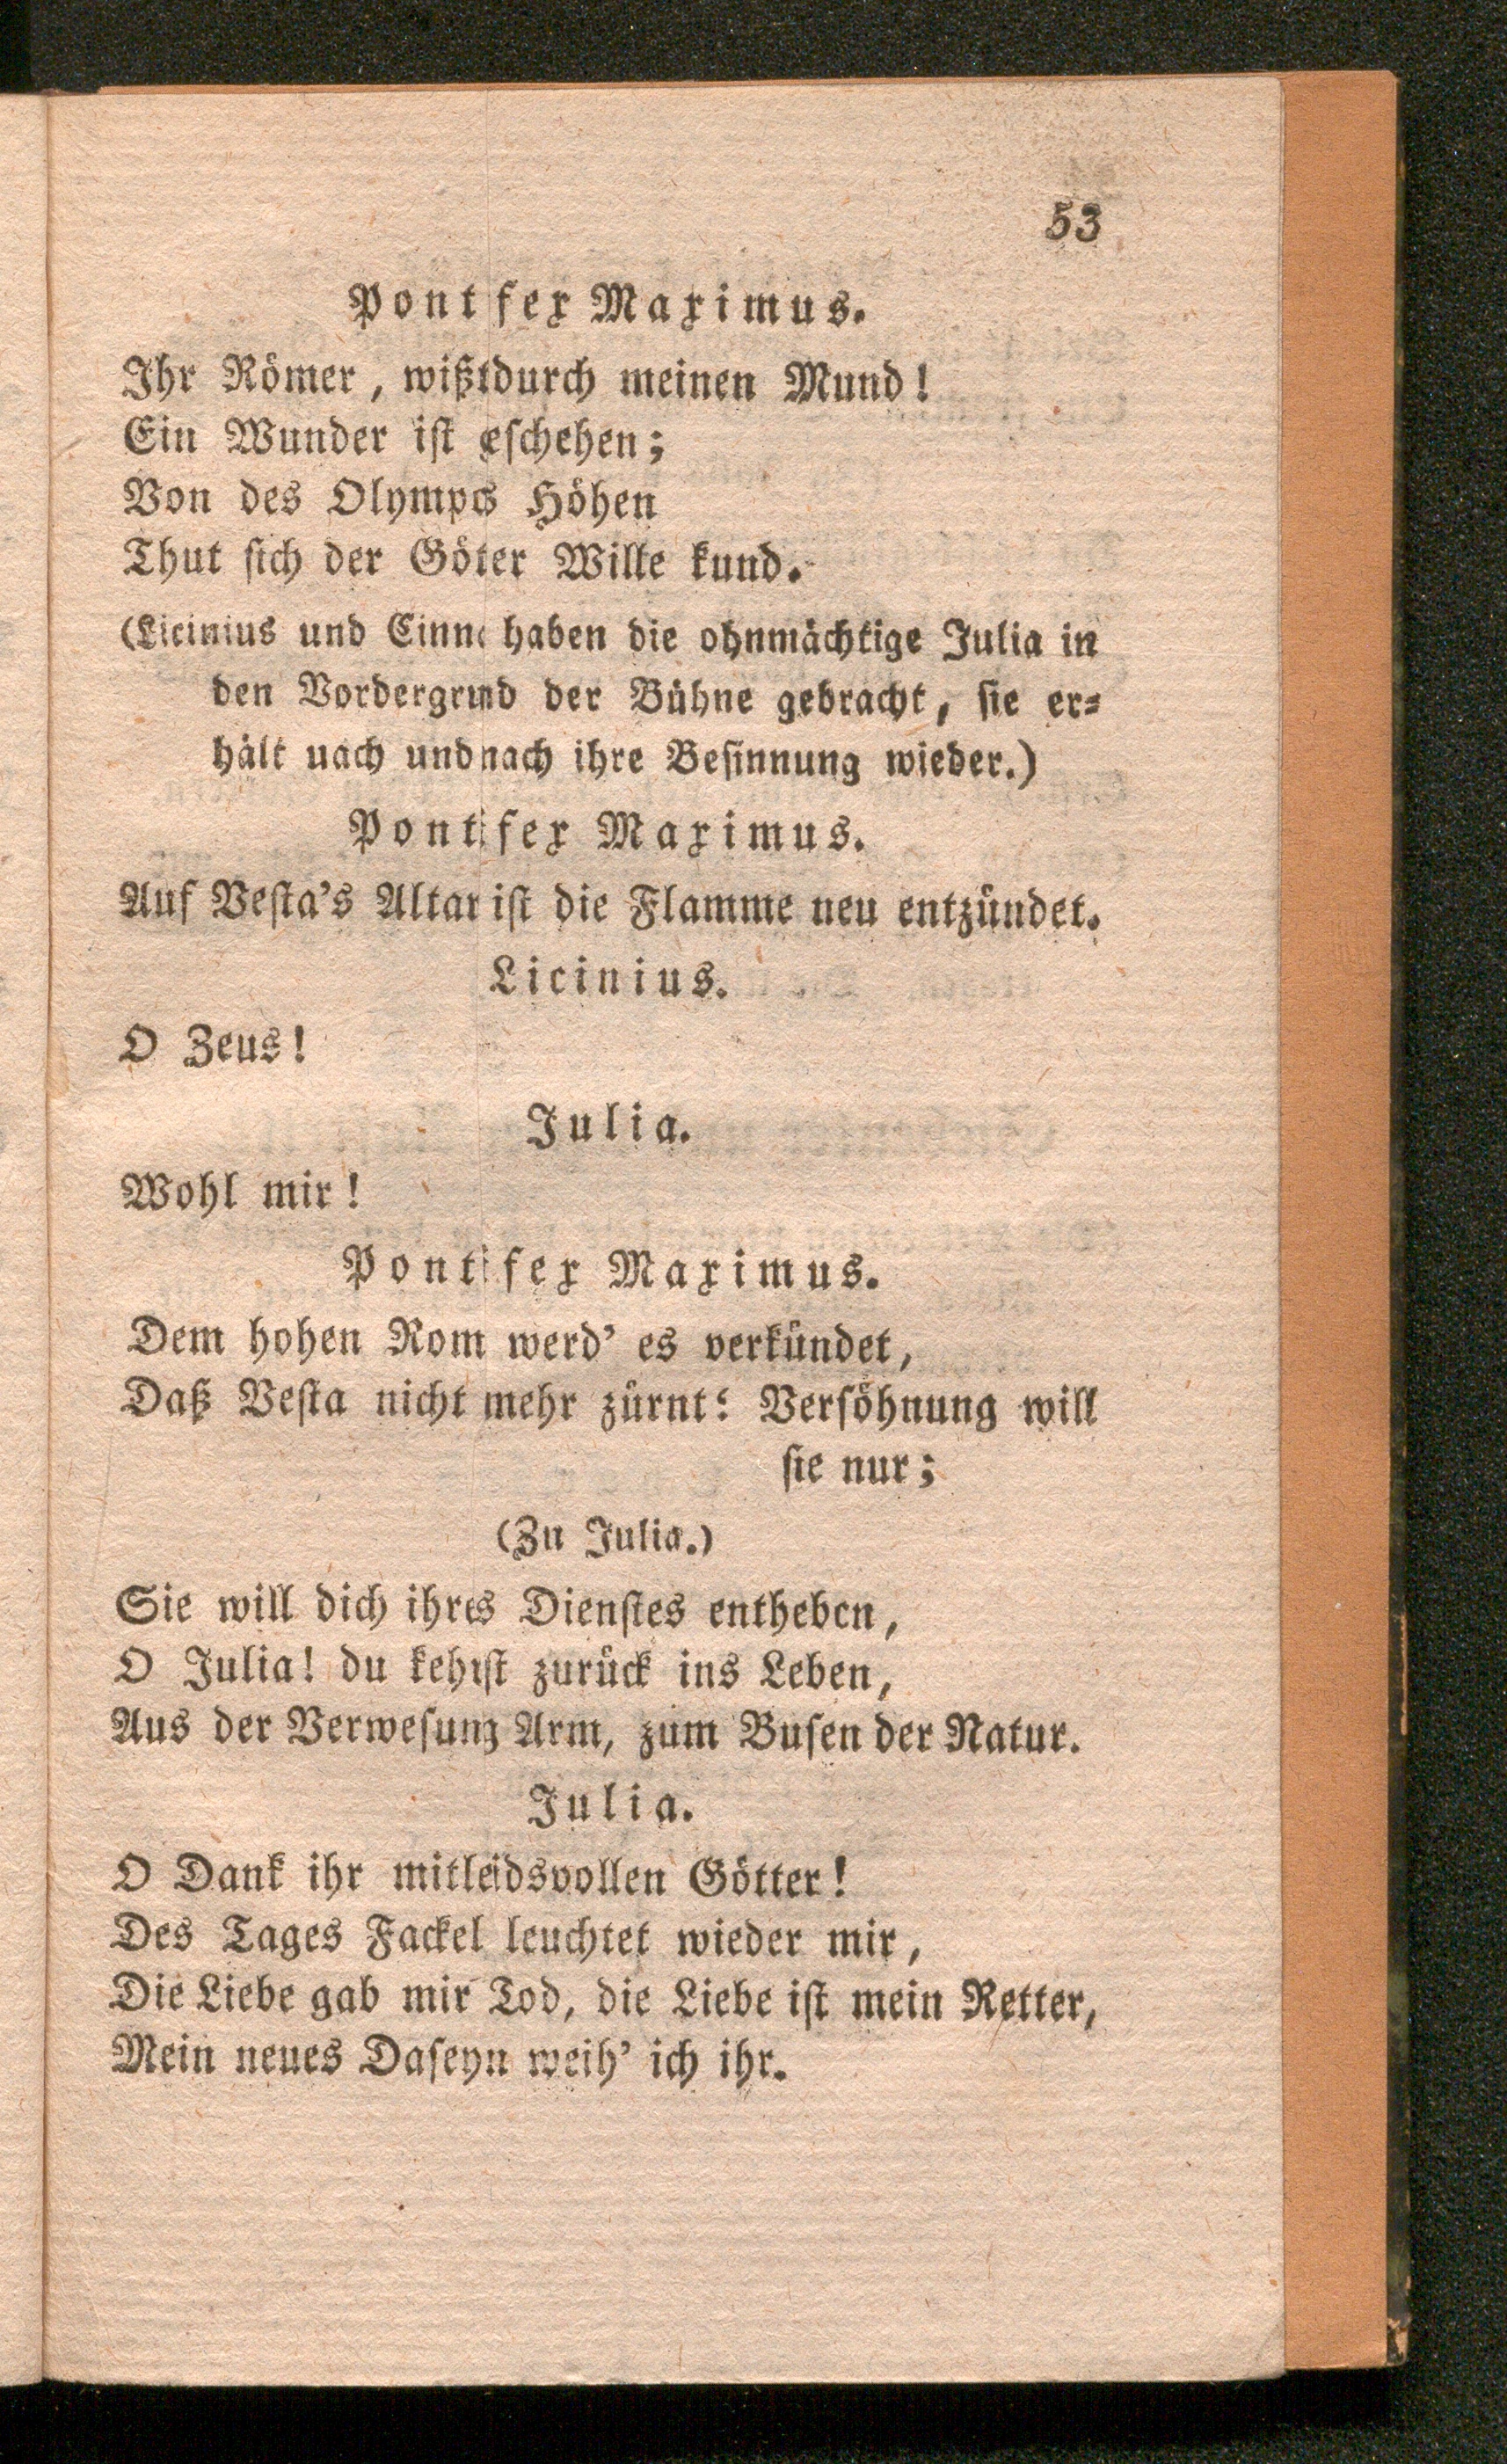 53
Pontifex Maximus.
Ihr Römer, wißt durch meinen Mund!
Ein Wunder iſt geſchehen;
Von des Olympos Höhen
Thut ſich der Götter Wille kund.
(Licinius und Cinna haben die ohnmächtige Julia in
den Vordergrund der Bühne gebracht, ſie er⸗
hält uach und nach ihre Beſinnung wieder.)
Pontifex Maximus.
Auf Veſta's Altar iſt die Flamme neu entzündet.
Licinius.
O Zeus!
Julia.
Wohl mir!
Pontifex Maximus.
Dem hohen Rom werd' es verkündet,
Daß Veſta nicht mehr zürnt: Verſöhnung will
ſie nur;
(Zu Julia.)
Sie will dich ihres Dienſtes entheben,
O Julia! du kehrſt zurück ins Leben,
Aus der Verweſung Arm, zum Buſen der Natur.
Julia.
O Dank ihr mitleidsvollen Götter!
Des Tages Fackel leuchtet wieder mir,
Die Liebe gab mir Tod, die Liebe iſt mein Retter,
Mein neues Daſeyn weih' ich ihr.